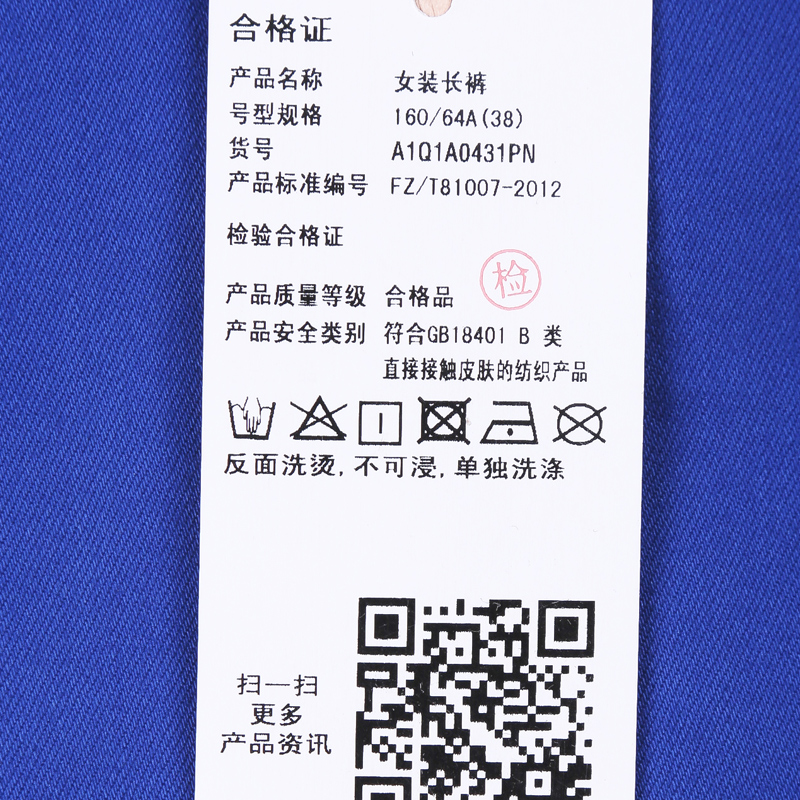 合格证
产品名称 女装长裤
号型规格 160/64A(38)
货号 A1Q1A0431PN
产品标准编号 FZ/T81007-2012
检验合格证
检
产品质量等级 合格品
产品安全类别 符合GB18401 B 类
直接接触皮肤的纺织产品
反面洗烫,不可浸,单独洗涤
扫一扫
更多
产品资讯